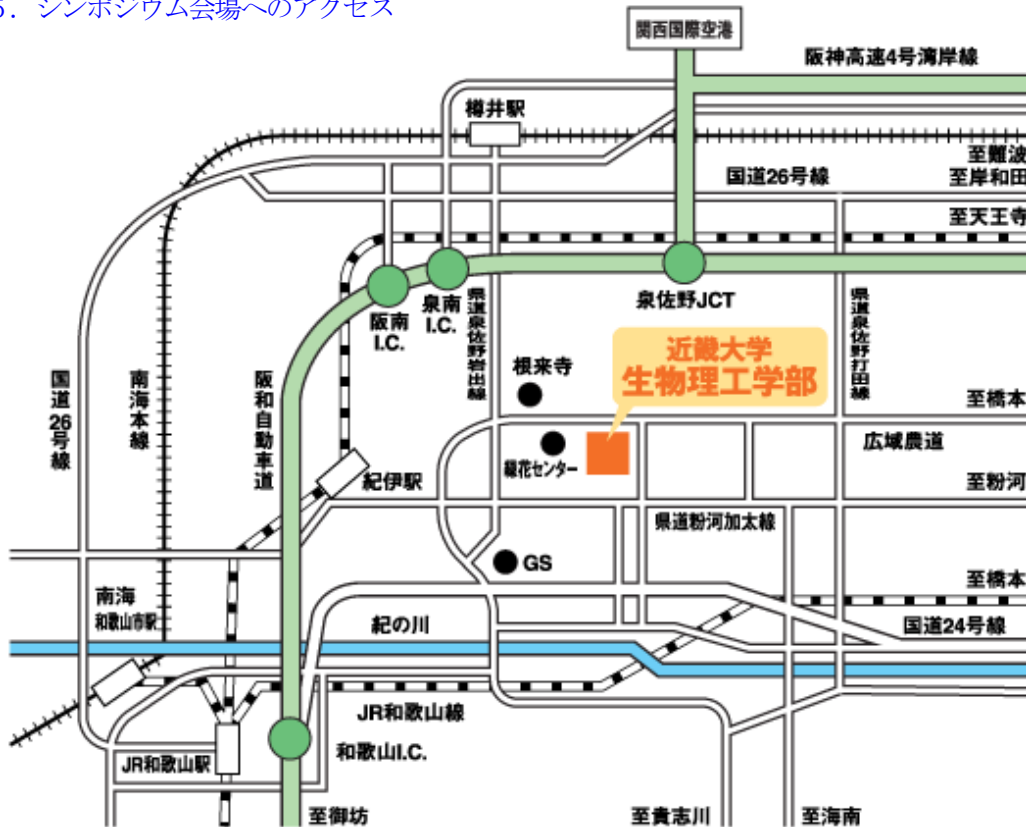 5. シンポジウム会場へのアクセス
関西国際空港
阪神高速4号湾岸線
樽井駅
至難波
国道26号線
至岸和田
至天王寺
阪南
I.C.
泉南
I.C.
県道泉佐野岩出線
泉佐野JCT
県道泉佐野打田線
近畿大学
生物理工学部
根来寺
国道26号線
南海本線
阪和自動車道
至橋本
広域農道
緑花センター
紀伊駅
至粉河
県道粉河加太線
GS
至橋本
南海
和歌山市駅
紀の川
国道24号線
JR和歌山線
JR和歌山駅
和歌山I.C.
至御坊
至貴志川
至海南